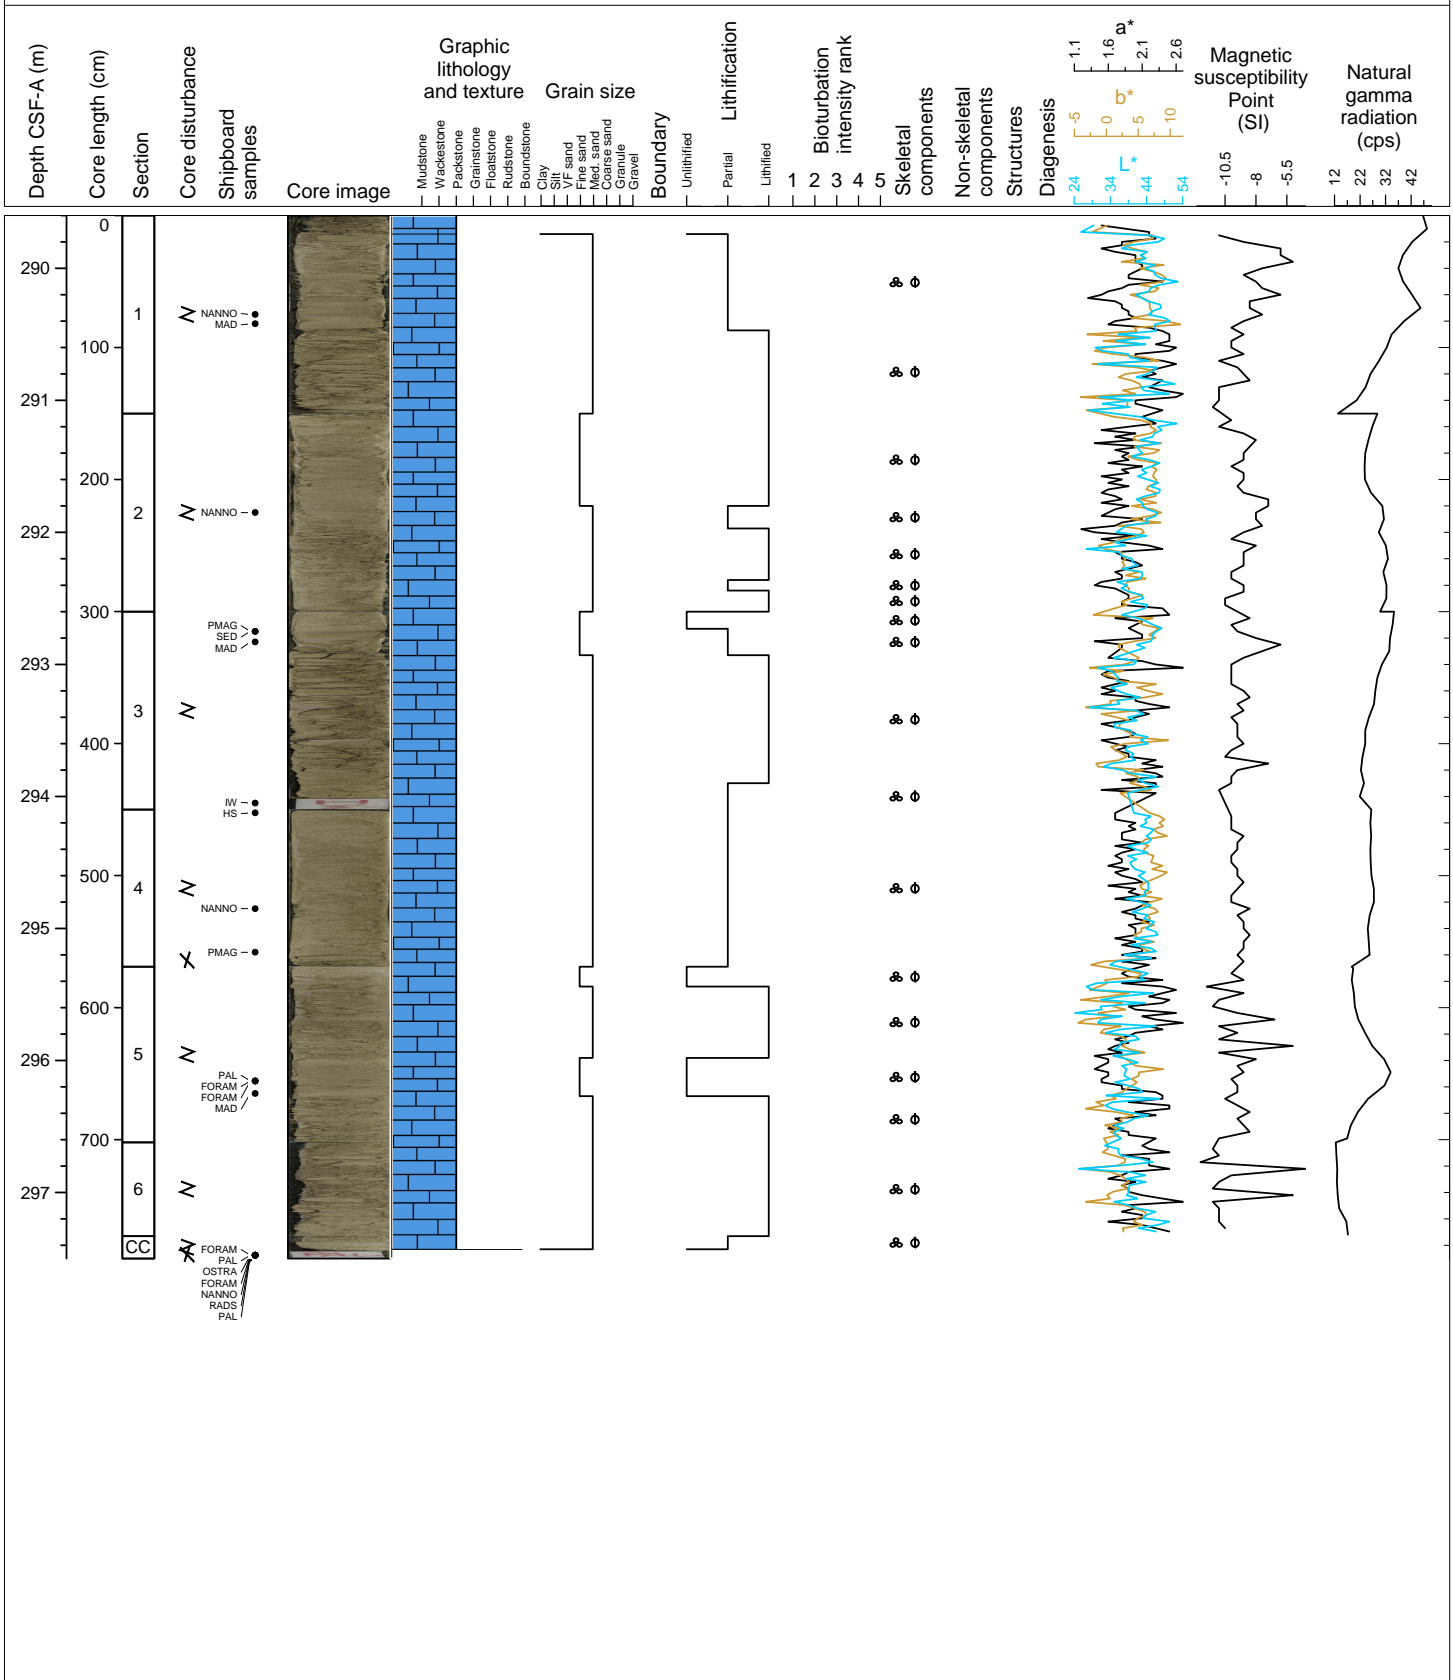 Depth CSF-A (m)
Core length (cm)
Section
Core disturbance
Shipboard
samples
Core image
Graphic
lithology
and texture
Mudstone
Wackestone
Packstone
Grainstone
Floatstone
Rudstone
Boundstone
Grain size
Clay
Silt
VF sand
Fine sand
Med. sand
Coarse sand
Granule
Gravel
Boundary
Lithification
Unlithified
Partial
Lithified
Bioturbation
intensity rank
1 2 3 4 5
Skeletal
components
Non-skeletal
components
Structures
Diagenesis
a*
1.1 1.6 2.1 2.6
b*
-5 0 5 10
L*
24 34 44 54
Magnetic
susceptibility
Point
(SI)
-10.5 -8 -5.5
Natural
gamma
radiation
(cps)
12 22 32 42
0
290
1
NANNO
MAD
100
291
200
2
NANNO
292
300
PMAG
SED
MAD
293
3
400
294
IW
HS
4
500
NANNO
295
PMAG
600
5
296
PAL
FORAM
FORAM
MAD
700
6
297
CC
FORAM
PAL
OSTRA
FORAM
NANNO
RADS
PAL